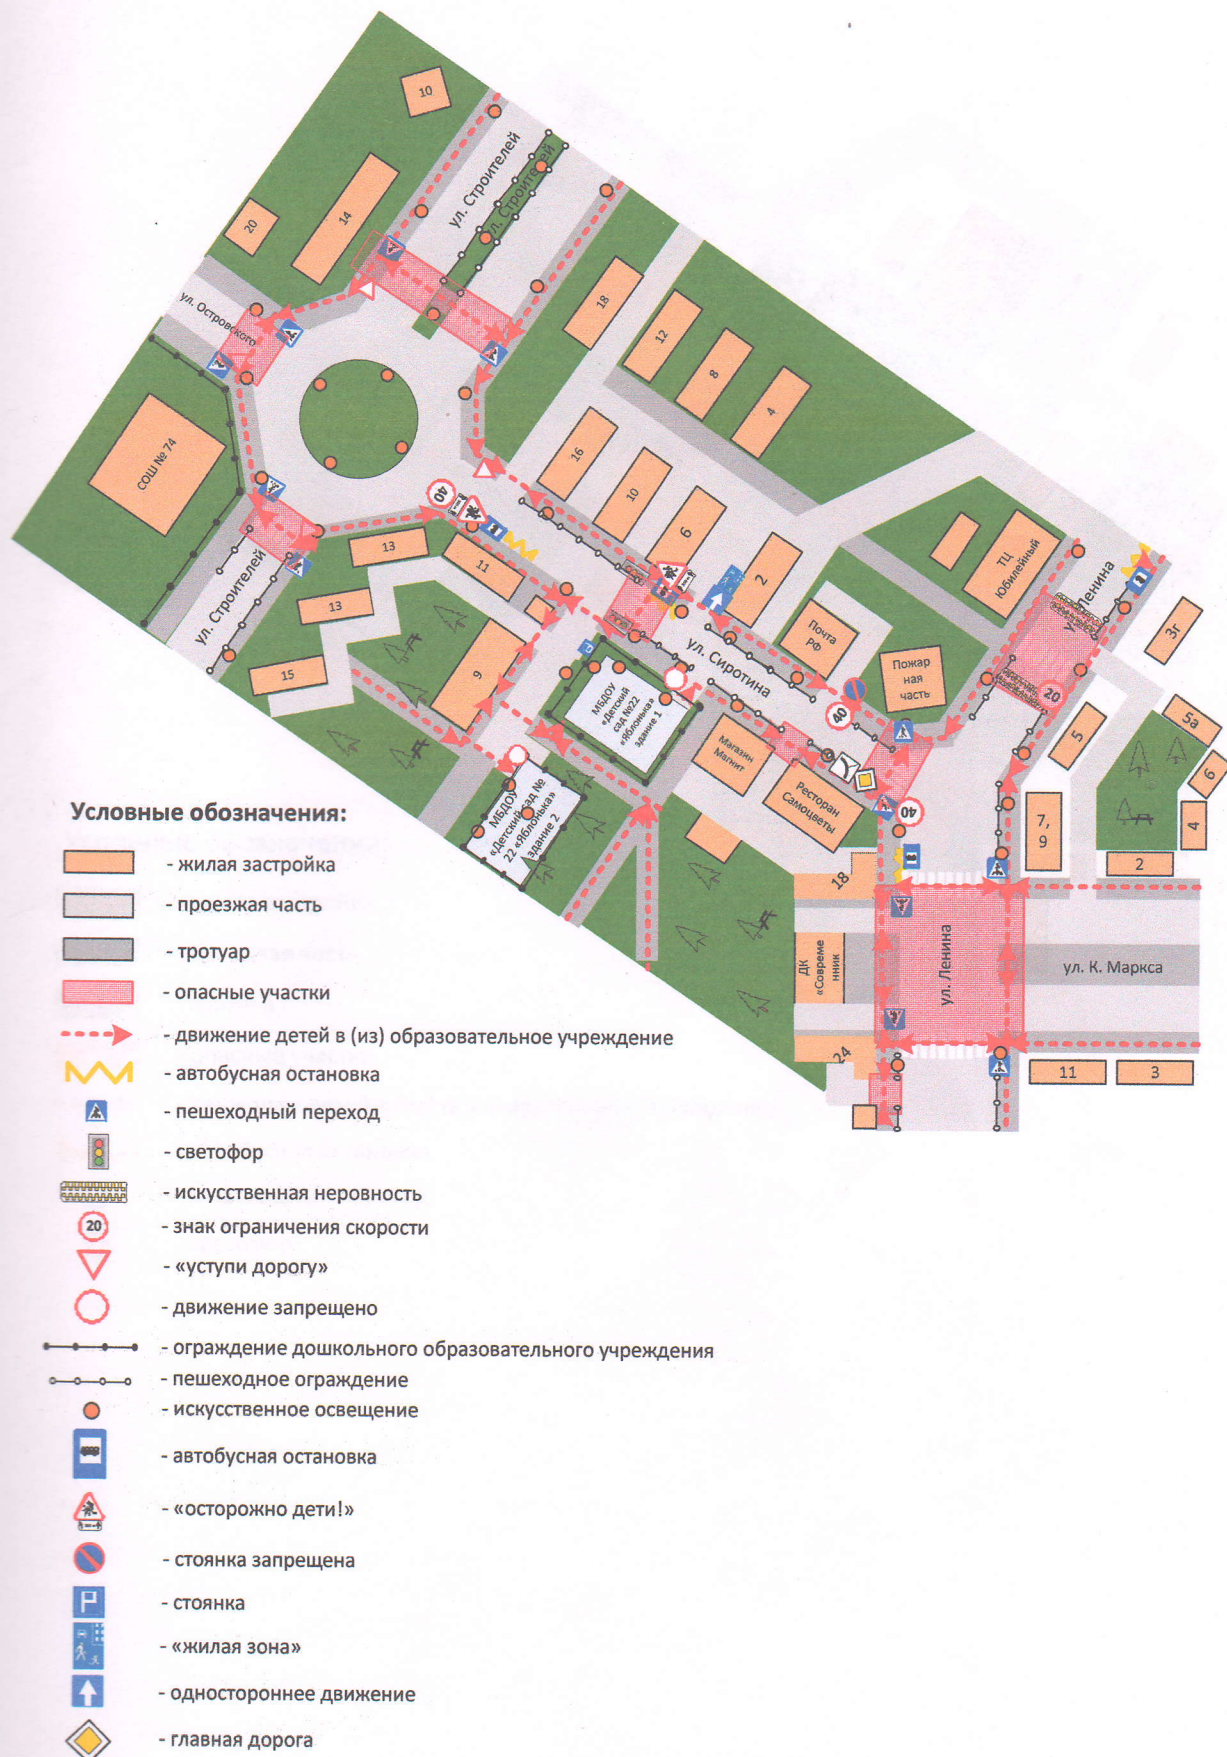 10
ул. Строителей
ул. Строителей
14
20
ул. Островского
18
12
8
4
СОШ № 74
16
10
6
2
40
13
11
13
15
9
ул. Строителей
ТЦ
Юбилейный
ул. Ленина
3г
20
5а
5
6
4
7,
9
2
Почта
РФ
Пожар
ная
часть
ул. Сиротина
40
МБДОУ
«Детский
сад №22
«Яблонька»
здание 1
Магазин
Магнит
Ресторан
Самоцветы
40
МБДОУ
«Детский сад №
22 «Яблонька»
здание 2
18
ДК
«Совреме
нник
24
ул. Ленина
ул. К. Маркса
11
3
Условные обозначения:
- жилая застройка
- проезжая часть
- тротуар
- опасные участки
- движение детей в (из) образовательное учреждение
- автобусная остановка
- пешеходный переход
- светофор
- искусственная неровность
20
- знак ограничения скорости
- «уступи дорогу»
- движение запрещено
- ограждение дошкольного образовательного учреждения
- пешеходное ограждение
- искусственное освещение
- автобусная остановка
- «осторожно дети!»
- стоянка запрещена
P
- стоянка
- «жилая зона»
- одностороннее движение
- главная дорога